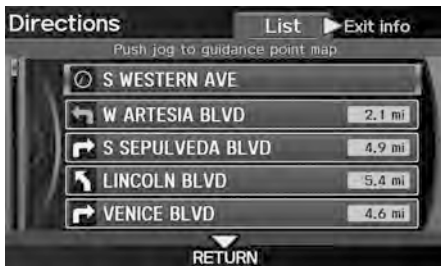 Directions List Exit info
Push jog to guidance point map
S WESTERN AVE
W ARTESIA BLVD 2.1 mi
S SEPULVEDA BLVD 4.9 mi
LINCOLN BLVD 5.4 mi
VENICE BLVD 4.6 mi
RETURN